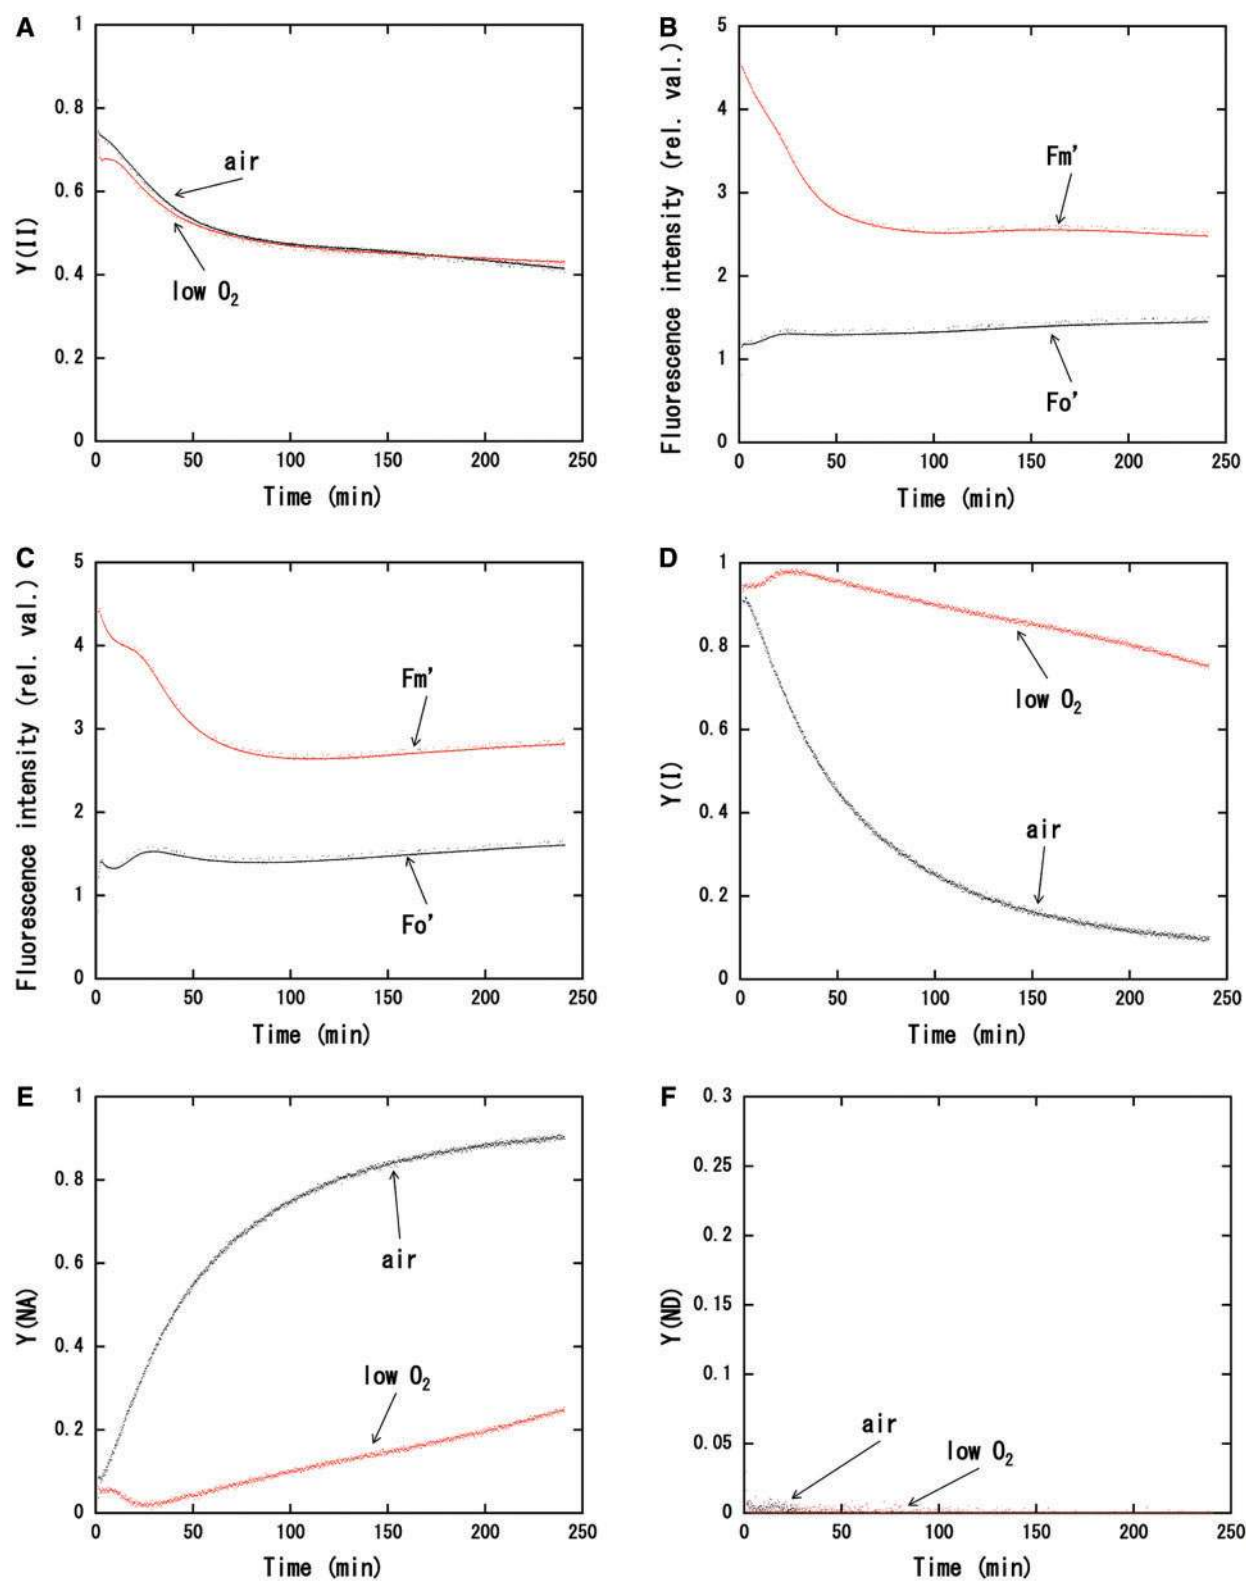 A
1
0.8
0.6
0.4
0.2
0
Y(II)
air
low O₂
0 50 100 150 200 250
Time (min)
B
5
4
3
2
1
0
Fluorescence intensity (rel. val.)
Fm'
Fo'
0 50 100 150 200 250
Time (min)
C
5
4
3
2
1
0
Fluorescence intensity (rel. val.)
Fm'
Fo'
0 50 100 150 200 250
Time (min)
D
1
0.8
0.6
0.4
0.2
0
Y(I)
low O₂
air
0 50 100 150 200 250
Time (min)
E
1
0.8
0.6
0.4
0.2
0
Y(NA)
air
low O₂
0 50 100 150 200 250
Time (min)
F
0.3
0.25
0.2
0.15
0.1
0.05
0
Y(ND)
air
low O₂
0 50 100 150 200 250
Time (min)